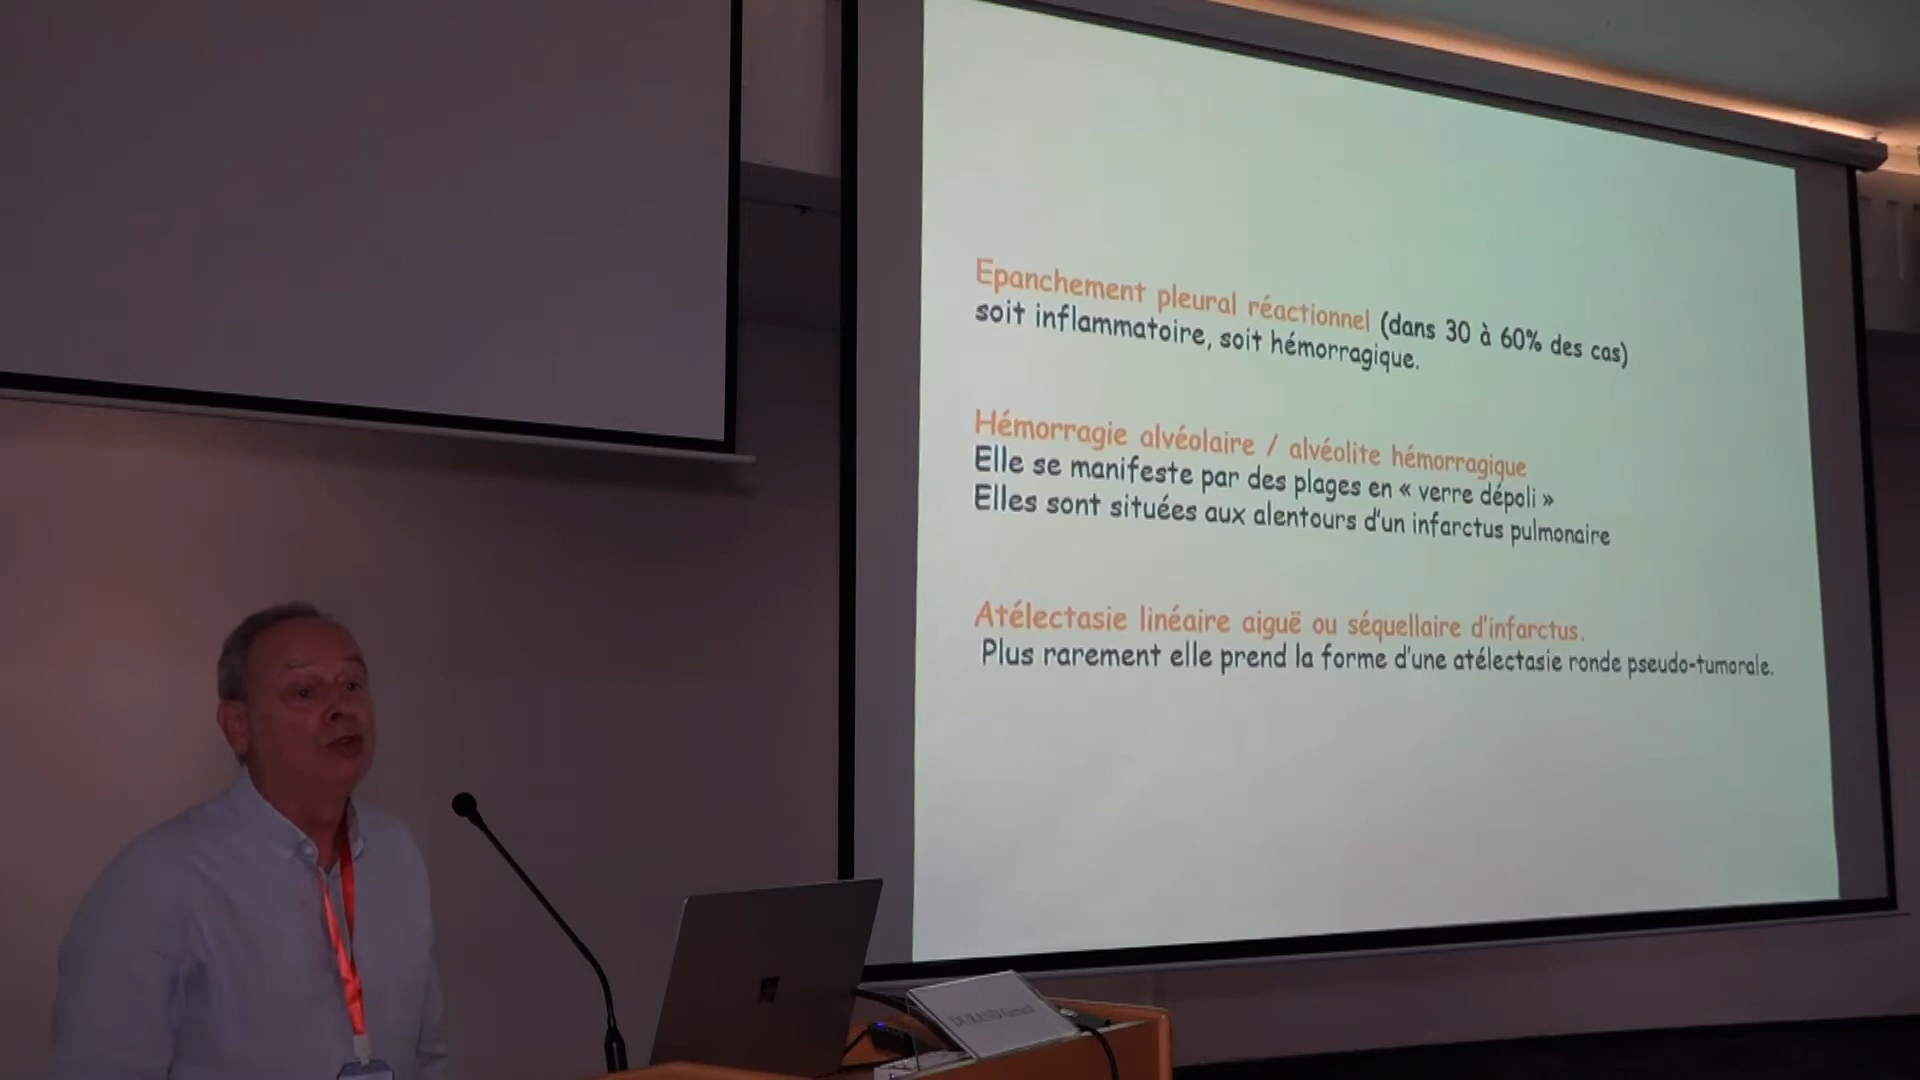 Epanchement pleural réactionnel (dans 30 à 60% des cas)
soit inflammatoire, soit hémorragique.
Hémorragie alvéolaire / alvéolite hémorragique
Elle se manifeste par des plages en « verre dépoli »
Elles sont situées aux alentours d'un infarctus pulmonaire
Atélectasie linéaire aiguë ou séquellaire d'infarctus.
Plus rarement elle prend la forme d'une atélectasie ronde pseudo-tumorale.
DURAND Gérard